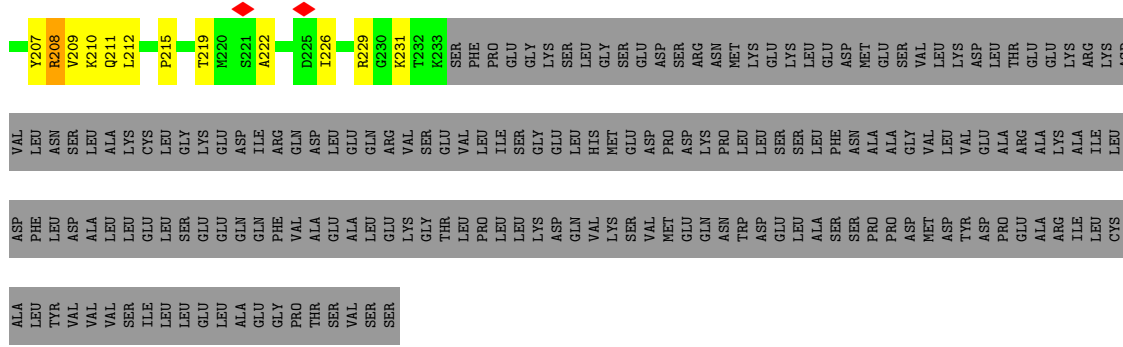 Y207 R208 V209 K210 Q211 L212 P215 T219 M220 S221 A222 D225 I226 R229 G230 K231 T232 K233 SER PHE PRO GLU GLY LYS SER LEU GLY SER GLU ASP SER ARG ASN MET LYS GLU LYS LEU GLU ASP MET GLU SER VAL LEU LYS ASP LEU THR GLU GLU LYS ARG LYS ASP
VAL LEU ASN SER LEU ALA LYS CYS LEU GLY LYS GLU ASP ILE ARG GLN ASP LEU GLU GLN ARG VAL SER GLU VAL LEU ILE SER GLY GLU LEU HIS MET GLU ASP PRO ASP LYS PRO LEU LEU SER SER LEU PHE ASN ALA ALA GLY VAL LEU VAL GLU ALA ARG ALA LYS ALA ILE LEU
ASP PHE LEU ASP ALA LEU LEU GLU LEU SER GLU GLU GLN GLN PHE VAL ALA GLU ALA LEU GLU LYS GLY THR LEU PRO LEU LEU LYS ASP GLN VAL LYS SER VAL MET GLU GLN ASN TRP ASP GLU LEU ALA SER SER PRO PRO ASP MET ASP TYR ASP PRO GLU ALA ARG ILE LEU CYS
ALA LEU TYR VAL VAL VAL SER ILE LEU LEU GLU LEU ALA GLU GLY PRO THR SER VAL SER SER